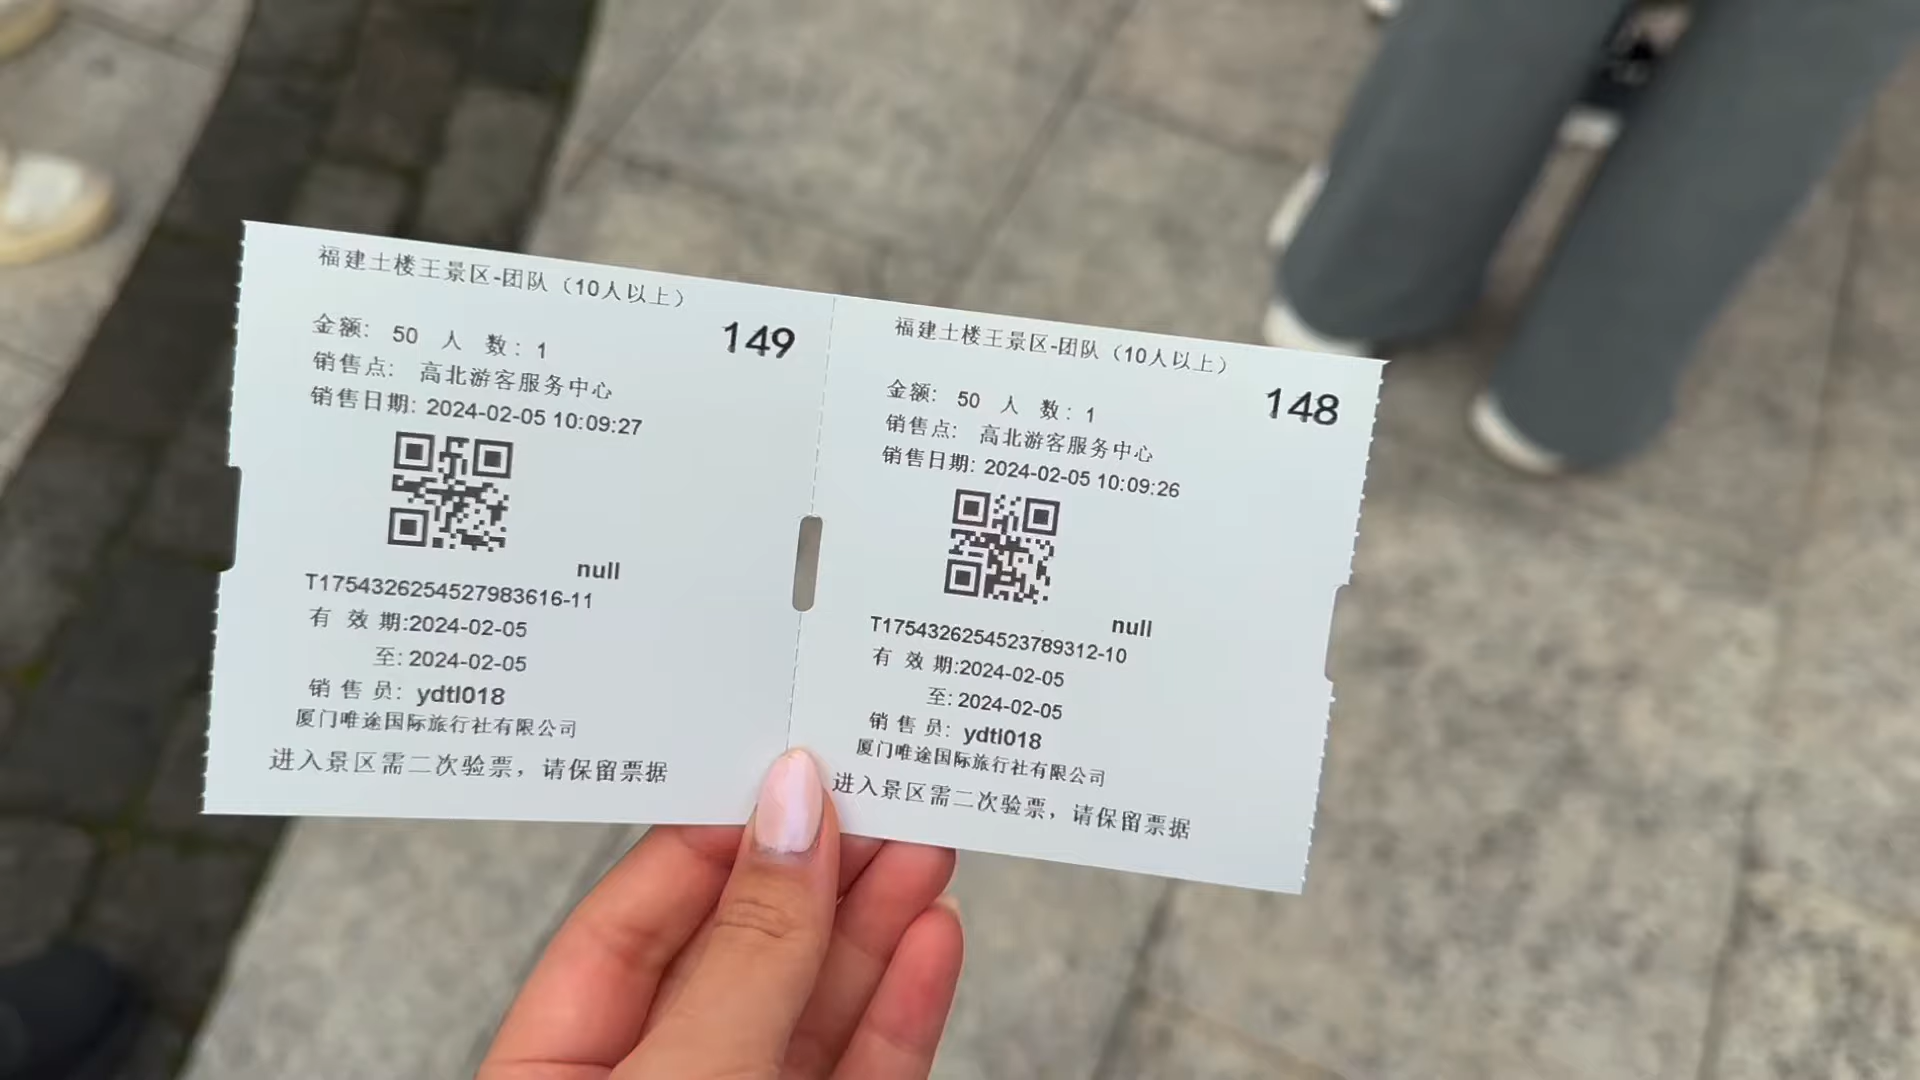 福建土楼王景区-团队（10人以上）
149
金额: 50 人 数: 1
销售点: 高北游客服务中心
销售日期: 2024-02-05 10:09:27
null
T1754326254527983616-11
有 效 期:2024-02-05
至: 2024-02-05
销 售 员: ydtl018
厦门唯途国际旅行社有限公司
进入景区需二次验票，请保留票据
福建土楼王景区-团队（10人以上）
148
金额: 50 人 数: 1
销售点: 高北游客服务中心
销售日期: 2024-02-05 10:09:26
null
T1754326254523789312-10
有 效 期:2024-02-05
至: 2024-02-05
销 售 员: ydtl018
厦门唯途国际旅行社有限公司
进入景区需二次验票，请保留票据